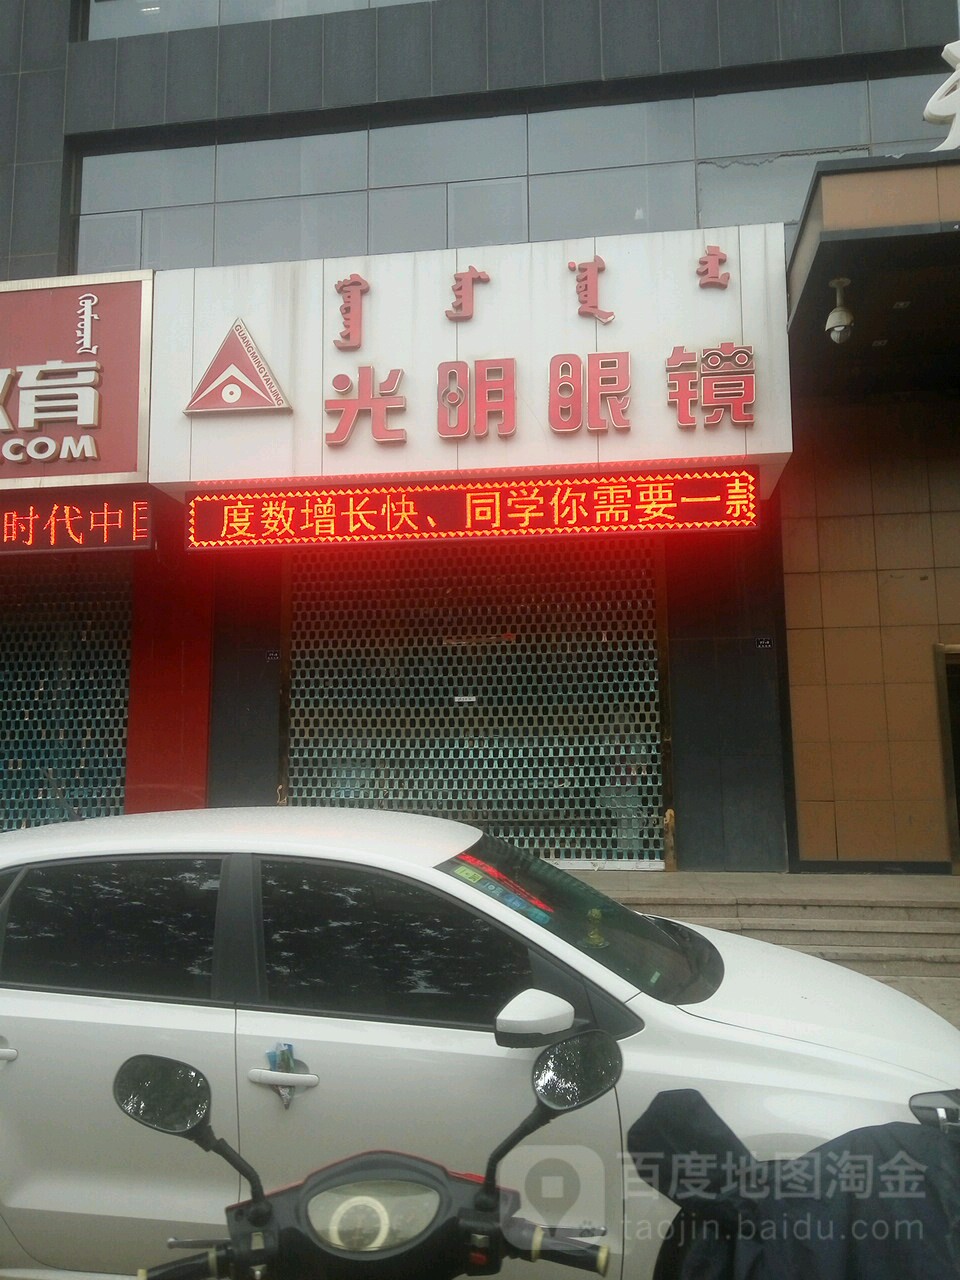 育
.COM
时代中
GUANGMINGYANJING
光明眼镜
度数增长快、同学你需要一款
百度地图淘金
taojin.baidu.com